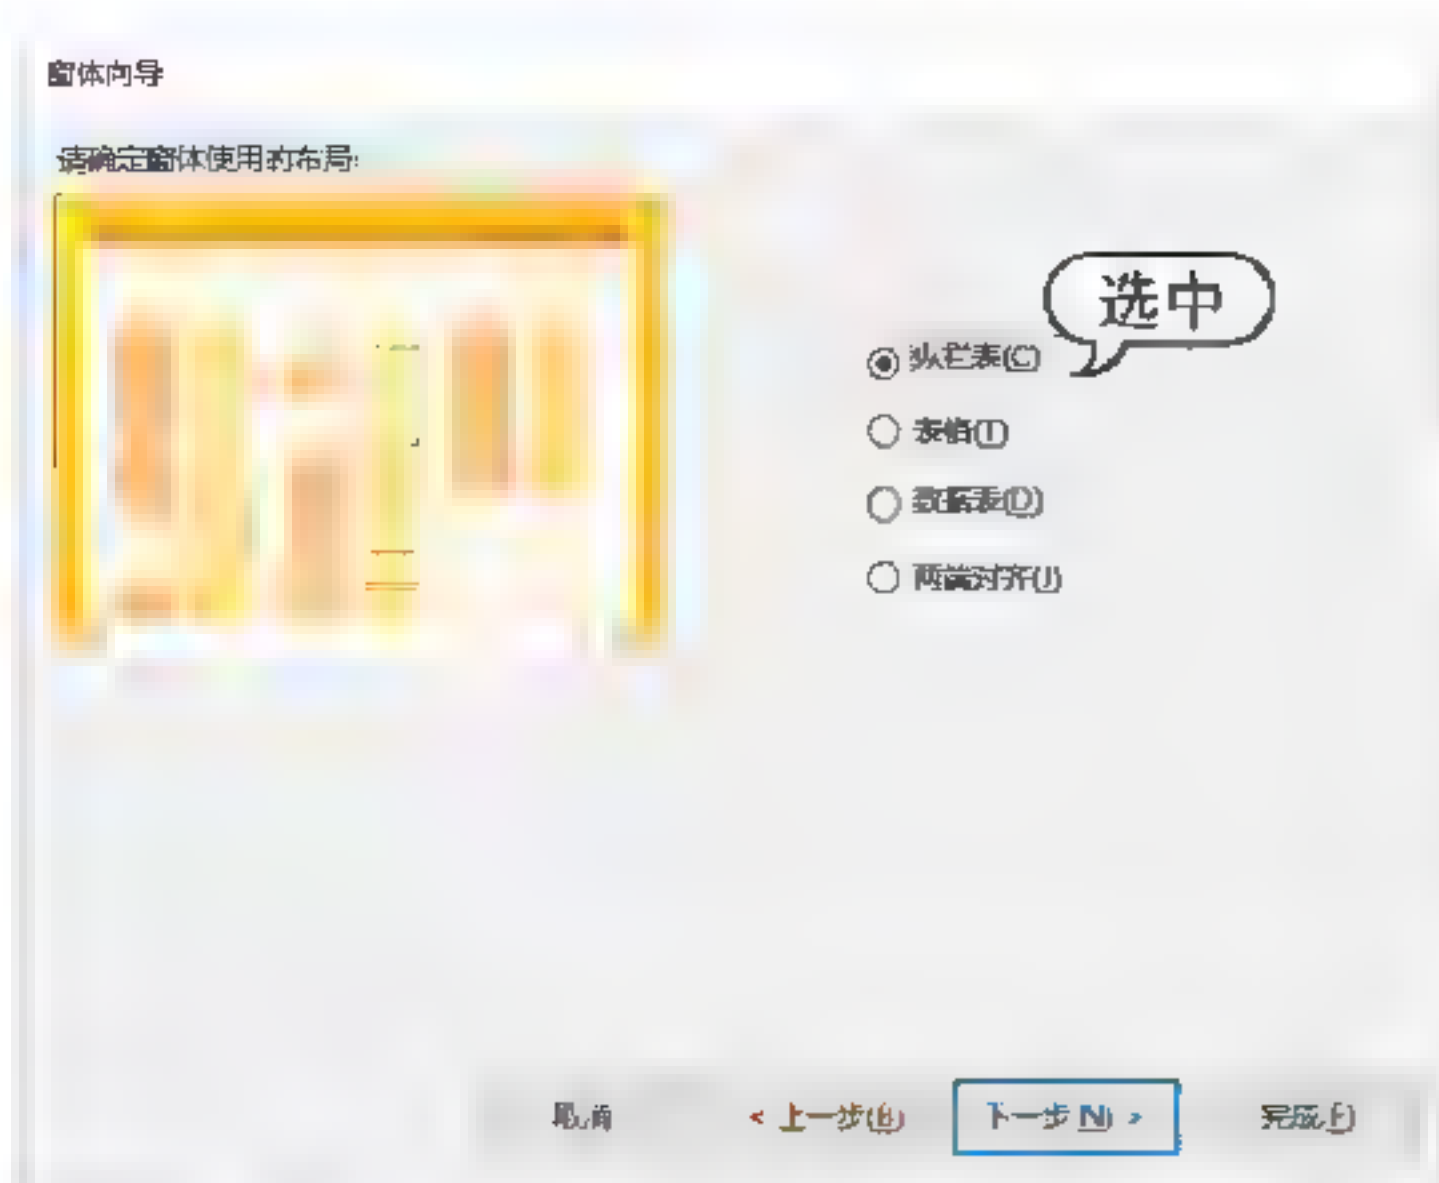 窗体向导
请确定窗体使用的布局:
选中
纵栏表(C)
表格(T)
数据表(D)
两端对齐(J)
取消
< 上一步(B)
下一步(N) >
完成(F)